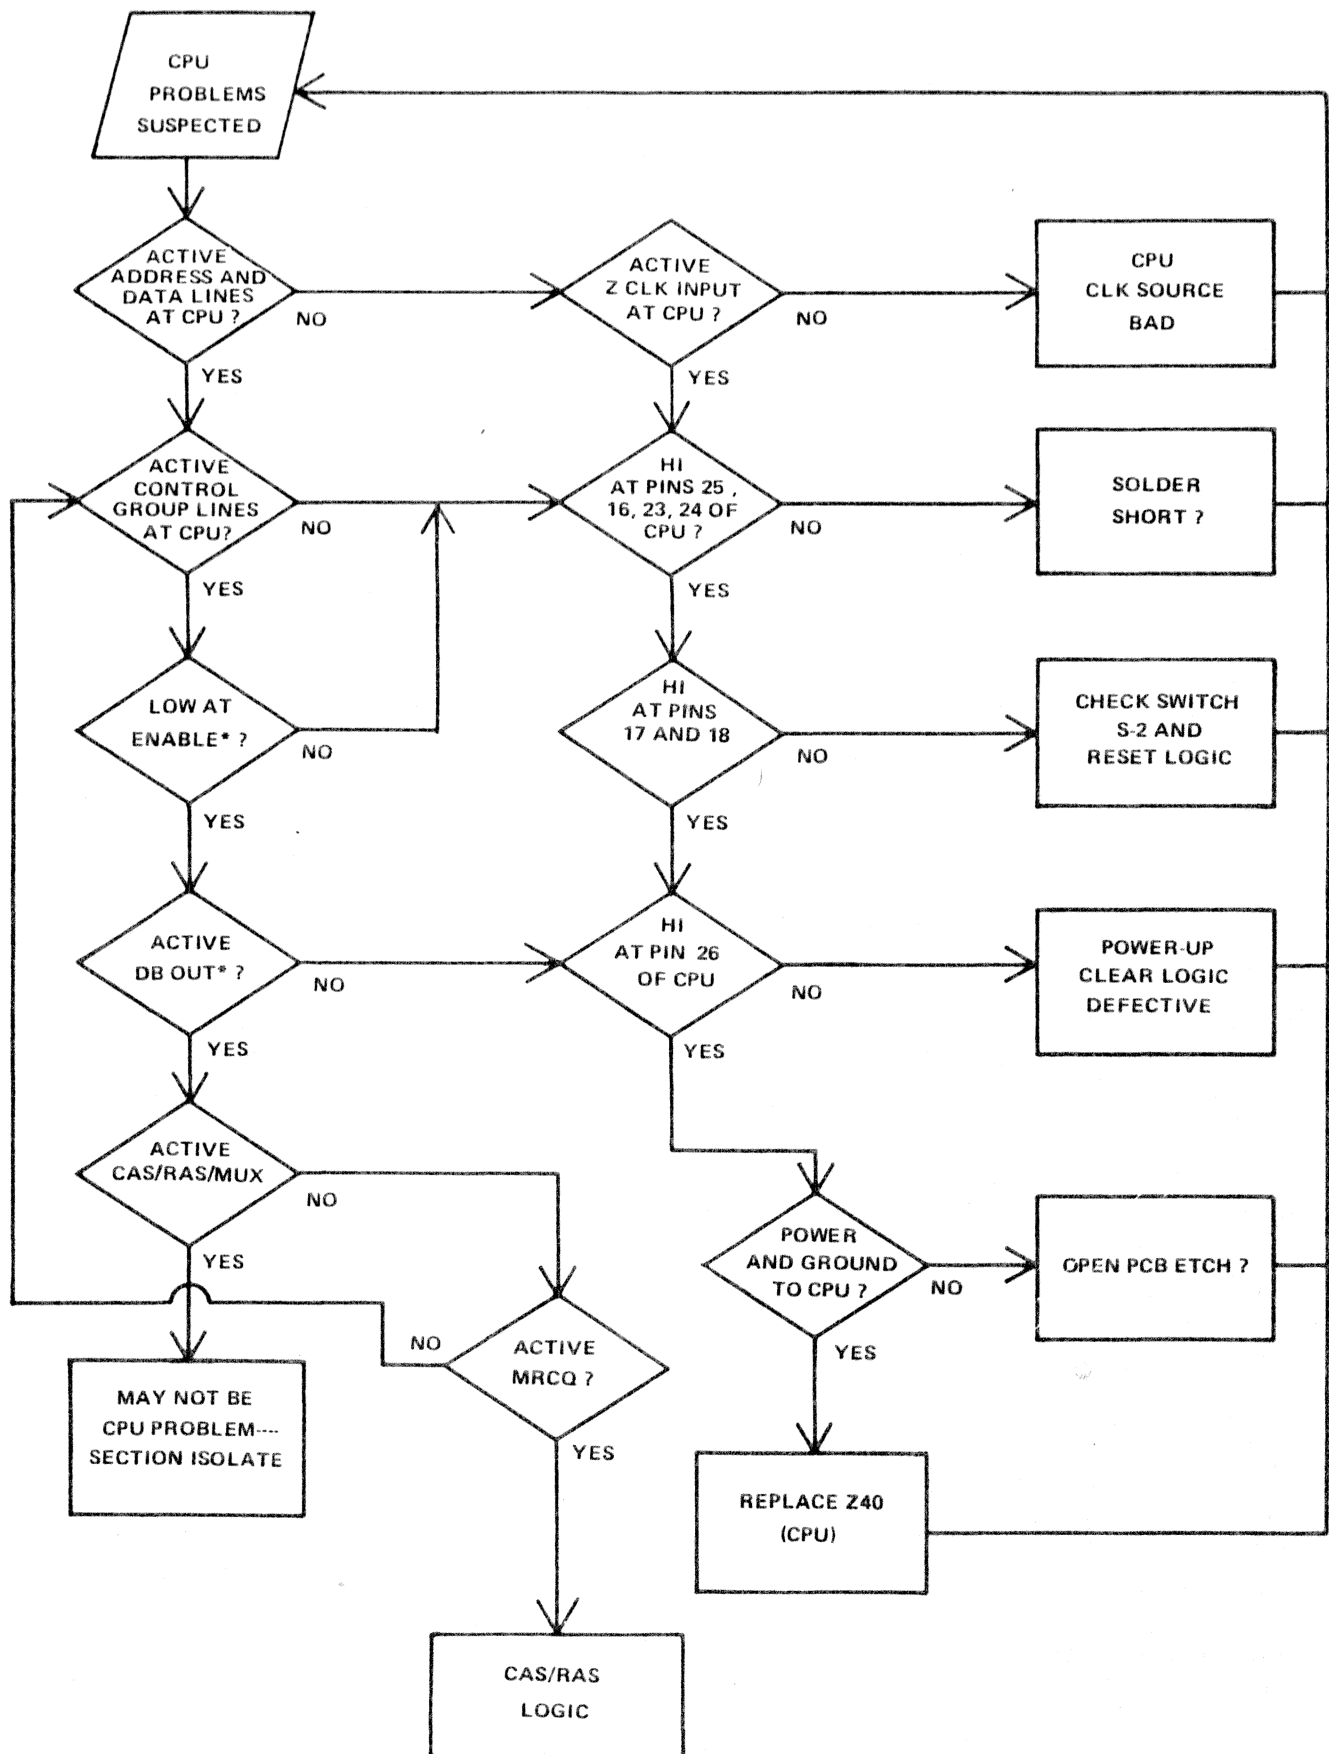 CPU
PROBLEMS
SUSPECTED
ACTIVE
ADDRESS AND
DATA LINES
AT CPU ?
NO
YES
ACTIVE
Z CLK INPUT
AT CPU ?
NO
YES
CPU
CLK SOURCE
BAD
ACTIVE
CONTROL
GROUP LINES
AT CPU?
NO
YES
HI
AT PINS 25 ,
16, 23, 24 OF
CPU ?
NO
YES
SOLDER
SHORT ?
LOW AT
ENABLE* ?
NO
YES
HI
AT PINS
17 AND 18
NO
YES
CHECK SWITCH
S-2 AND
RESET LOGIC
ACTIVE
DB OUT* ?
NO
YES
HI
AT PIN 26
OF CPU
NO
YES
POWER-UP
CLEAR LOGIC
DEFECTIVE
ACTIVE
CAS/RAS/MUX
NO
YES
POWER
AND GROUND
TO CPU ?
NO
YES
OPEN PCB ETCH ?
NO
ACTIVE
MRCQ ?
YES
MAY NOT BE
CPU PROBLEM----
SECTION ISOLATE
REPLACE Z40
(CPU)
CAS/RAS
LOGIC